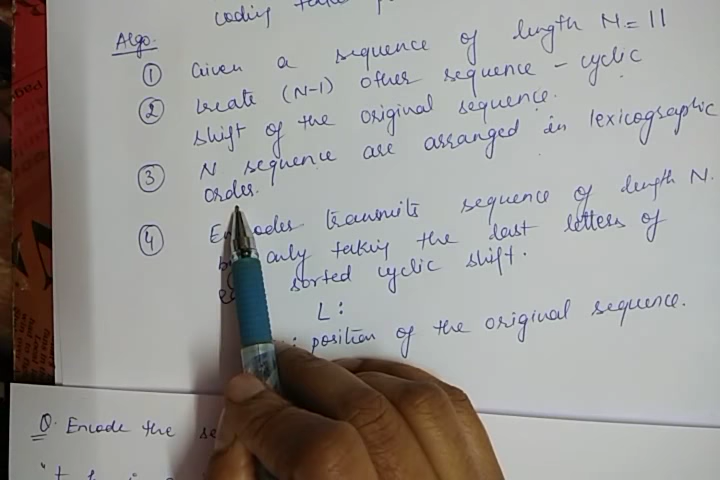 coding takes
Algo.
① Given a sequence of length N = 11
② Create (N-1) other sequence - cyclic
shift of the original sequence.
③ N sequence are arranged in lexicographic
order.
④ transmits sequence of length N.
only taking the last letters of
sorted cyclic shift.
L:
: position of the original sequence.
Q. Encode the